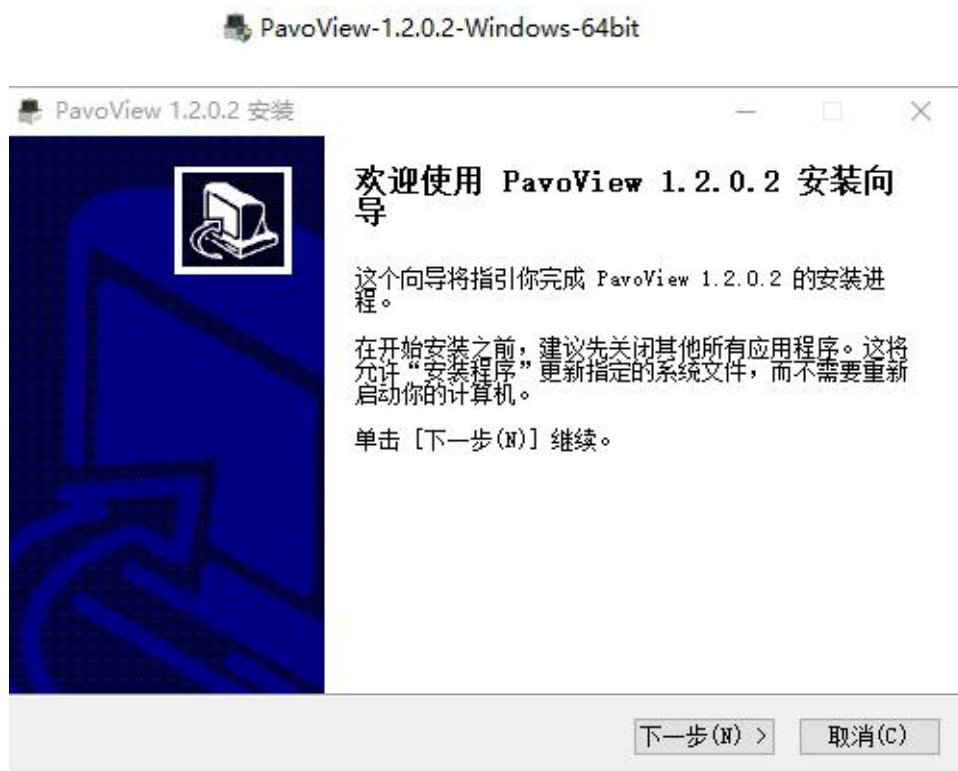 PavoView-1.2.0.2-Windows-64bit
PavoView 1.2.0.2 安装
欢迎使用 PavoView 1.2.0.2 安装向
导
这个向导将指引你完成 PavoView 1.2.0.2 的安装进
程。
在开始安装之前，建议先关闭其他所有应用程序。这将
允许“安装程序”更新指定的系统文件，而不需要重新
启动你的计算机。
单击 [下一步(N)] 继续。
下一步(N) >
取消(C)